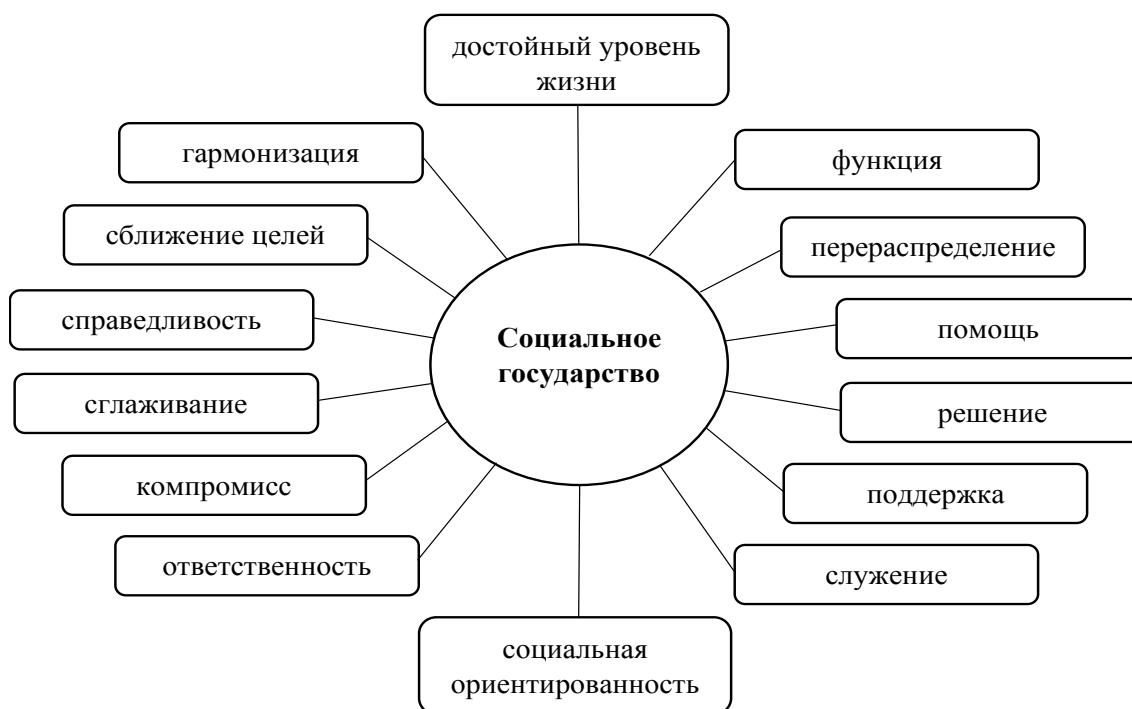 достойный уровень
жизни
гармонизация
функция
сближение целей
перераспределение
справедливость
помощь
Социальное
государство
сглаживание
решение
компромисс
поддержка
ответственность
служение
социальная
ориентированность